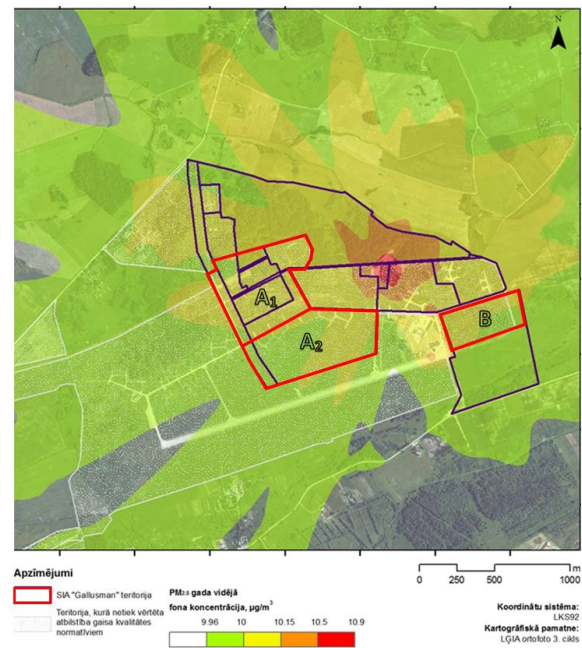 N
A1
A2
B
Apzīmējumi
SIA "Gallusman" teritorija
Teritorija, kurā netiek vērtēta
atbilstība gaisa kvalitātes
normatīviem
PM2.5 gada vidējā
fona koncentrācija, µg/m³
9.96 10 10.15 10.5 10.9
0 250 500 1000 m
Koordinātu sistēma:
LKS92
Kartogrāfiskā pamatne:
LĢIA ortofoto 3. cikls